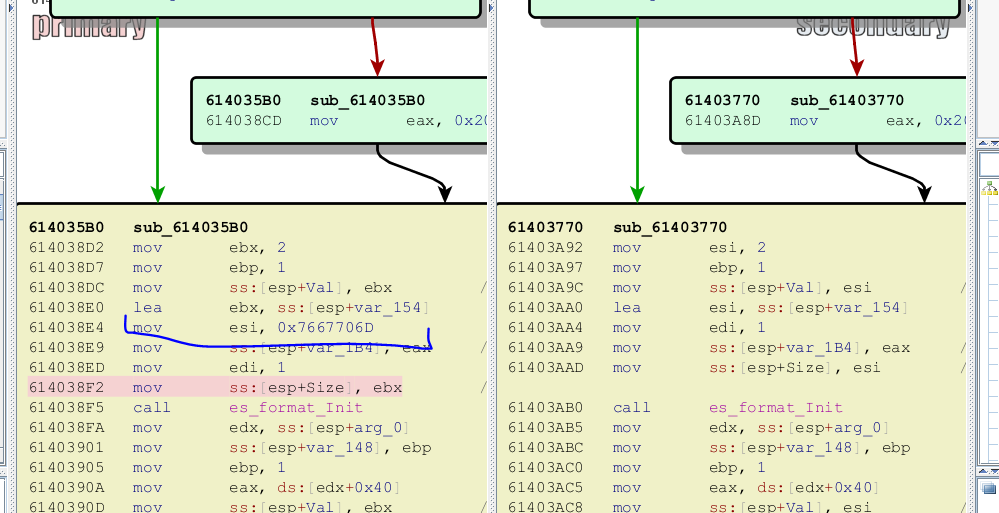 primary
secondary
614035B0 sub_614035B0
614038CD mov eax, 0x20
61403770 sub_61403770
61403A8D mov eax, 0x20
614035B0 sub_614035B0
614038D2 mov ebx, 2
614038D7 mov ebp, 1
614038DC mov ss:[esp+Val], ebx /
614038E0 lea ebx, ss:[esp+var_154]
614038E4 mov esi, 0x7667706D
614038E9 mov ss:[esp+var_1B4], eax /
614038ED mov edi, 1
614038F2 mov ss:[esp+Size], ebx /
614038F5 call es_format_Init
614038FA mov edx, ss:[esp+arg_0]
61403901 mov ss:[esp+var_148], ebp
61403905 mov ebp, 1
6140390A mov eax, ds:[edx+0x40]
6140390D mov ss:[esp+Val], ebx /
61403770 sub_61403770
61403A92 mov esi, 2
61403A97 mov ebp, 1
61403A9C mov ss:[esp+Val], esi /
61403AA0 lea esi, ss:[esp+var_154]
61403AA4 mov edi, 1
61403AA9 mov ss:[esp+var_1B4], eax /
61403AAD mov ss:[esp+Size], esi /
61403AB0 call es_format_Init
61403AB5 mov edx, ss:[esp+arg_0]
61403ABC mov ss:[esp+var_148], ebp
61403AC0 mov ebp, 1
61403AC5 mov eax, ds:[edx+0x40]
61403AC8 mov ss:[esp+Val], esi /